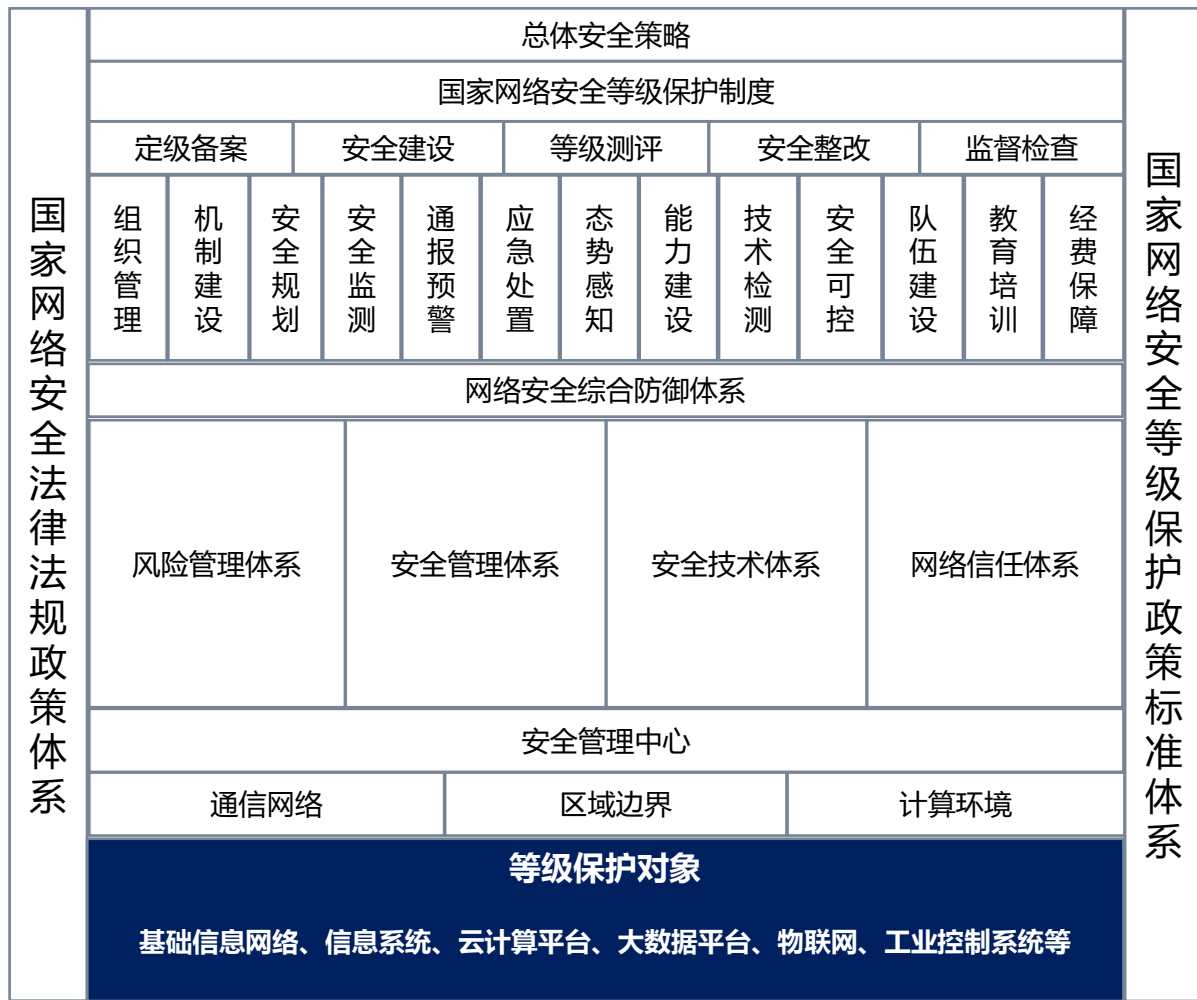 国家网络安全法律法规政策体系
总体安全策略
国家网络安全等级保护制度
定级备案
安全建设
等级测评
安全整改
监督检查
组织管理
机制建设
安全规划
安全监测
通报预警
应急处置
态势感知
能力建设
技术检测
安全可控
队伍建设
教育培训
经费保障
网络安全综合防御体系
风险管理体系
安全管理体系
安全技术体系
网络信任体系
安全管理中心
通信网络
区域边界
计算环境
等级保护对象
基础信息网络、信息系统、云计算平台、大数据平台、物联网、工业控制系统等
国家网络安全等级保护政策标准体系